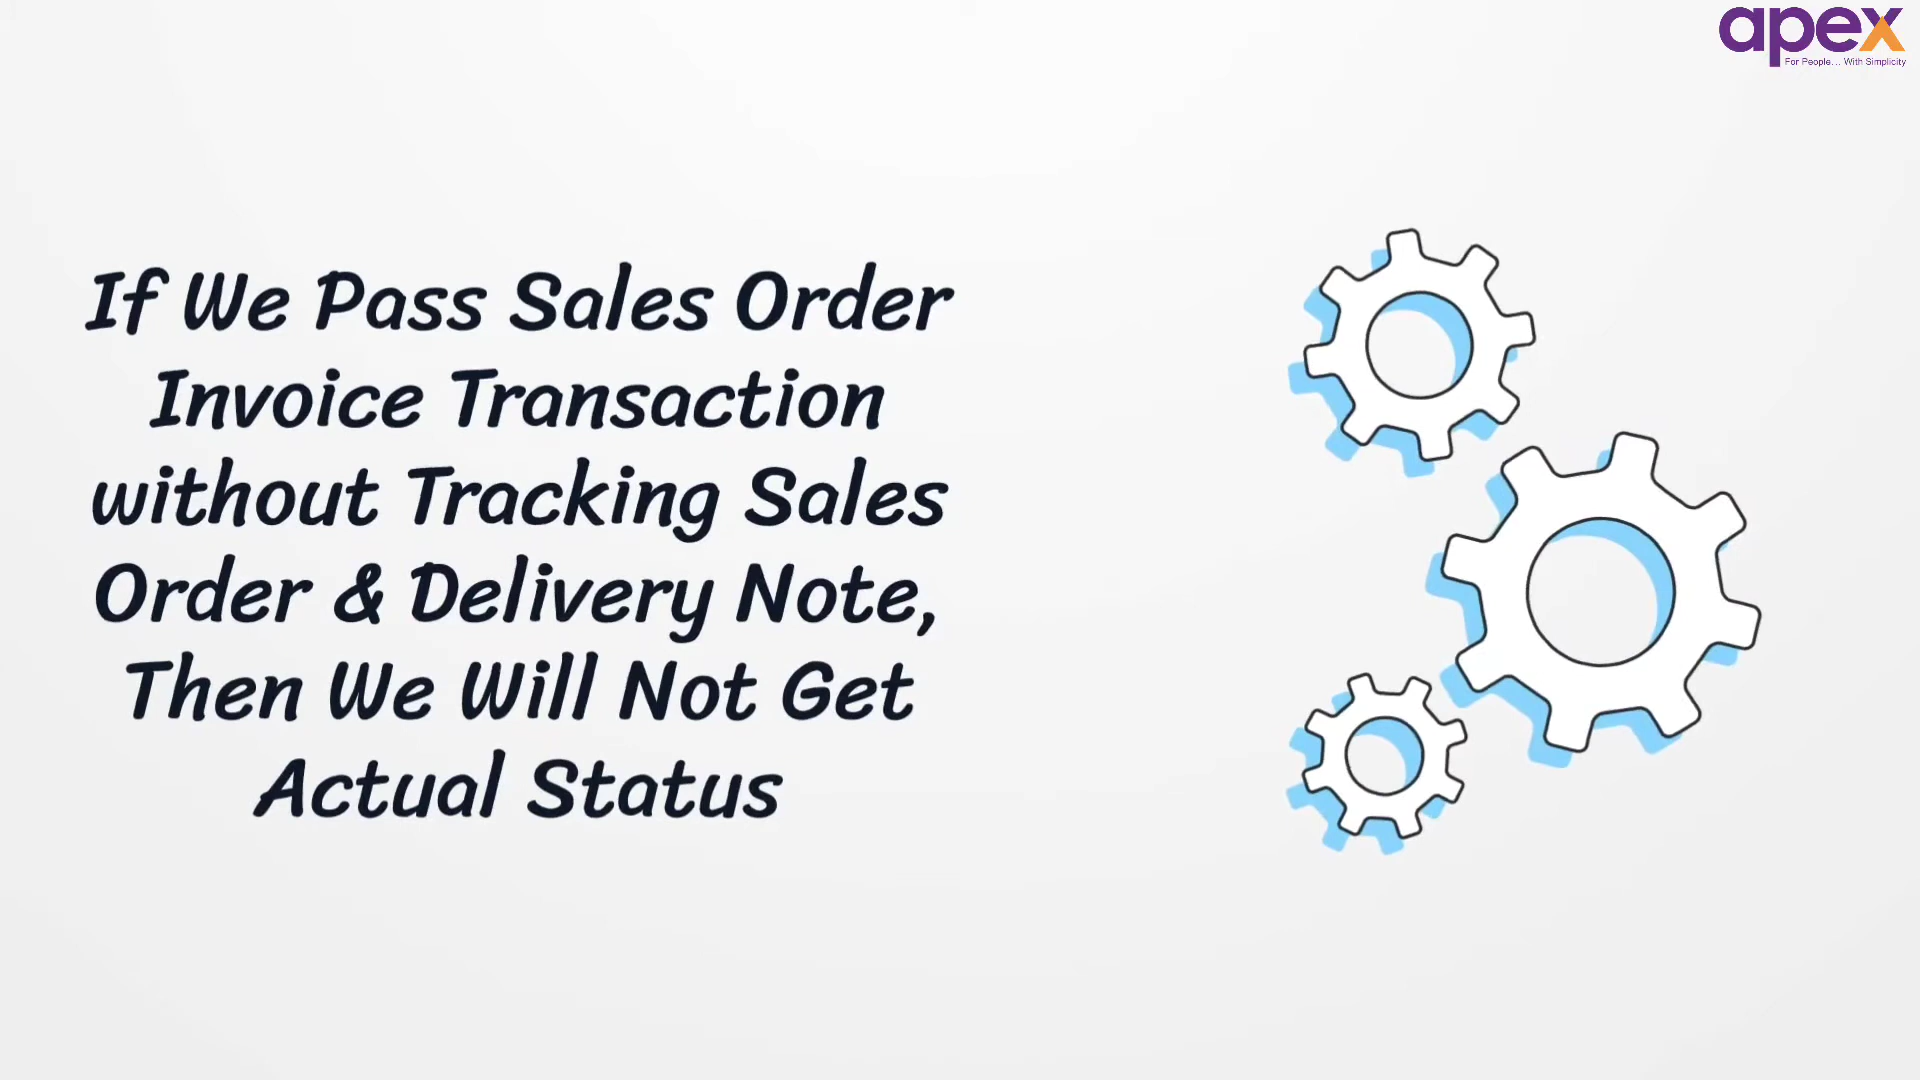 apex
For People... With Simplicity
If We Pass Sales Order
Invoice Transaction
without Tracking Sales
Order & Delivery Note,
Then We Will Not Get
Actual Status